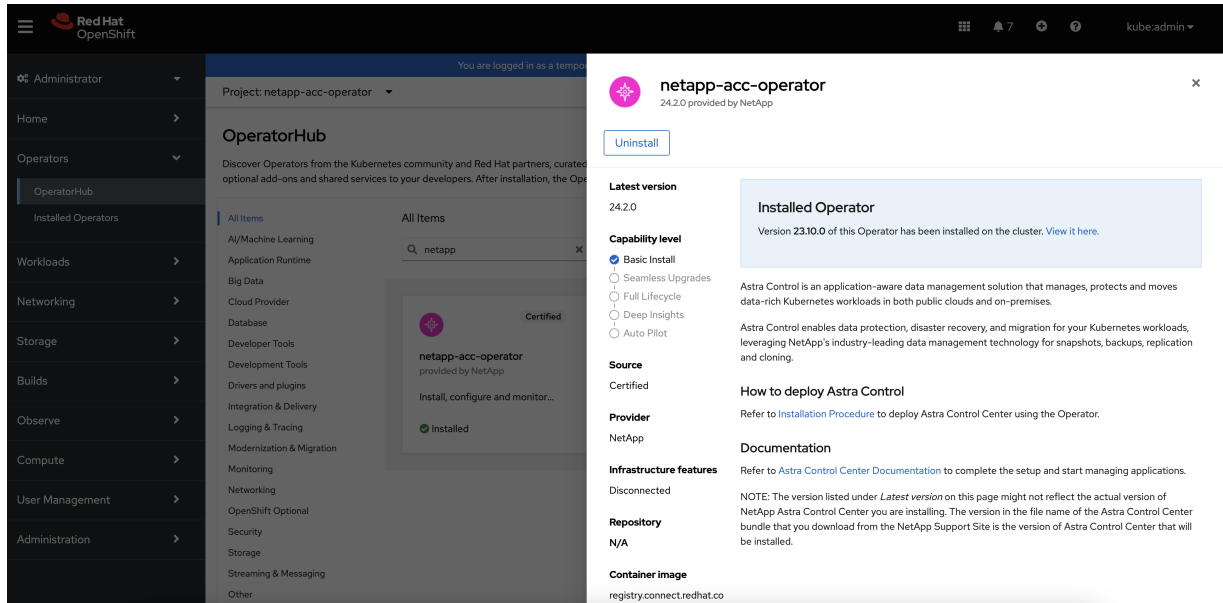 Red Hat
OpenShift
7
kube:admin
Administrator
Home
Operators
OperatorHub
Installed Operators
Workloads
Networking
Storage
Builds
Observe
Compute
User Management
Administration
You are logged in as a tempo
Project: netapp-acc-operator
OperatorHub
Discover Operators from the Kubernetes community and Red Hat partners, curated
optional add-ons and shared services to your developers. After installation, the Ope
All Items
AI/Machine Learning
Application Runtime
Big Data
Cloud Provider
Database
Developer Tools
Development Tools
Drivers and plugins
Integration & Delivery
Logging & Tracing
Modernization & Migration
Monitoring
Networking
OpenShift Optional
Security
Storage
Streaming & Messaging
Other
All Items
netapp
Certified
netapp-acc-operator
provided by NetApp
Install, configure and monitor...
Installed
netapp-acc-operator
24.2.0 provided by NetApp
Uninstall
Latest version
24.2.0
Capability level
Basic Install
Seamless Upgrades
Full Lifecycle
Deep Insights
Auto Pilot
Source
Certified
Provider
NetApp
Infrastructure features
Disconnected
Repository
N/A
Container image
registry.connect.redhat.co
Installed Operator
Version 23.10.0 of this Operator has been installed on the cluster. View it here.
Astra Control is an application-aware data management solution that manages, protects and moves
data-rich Kubernetes workloads in both public clouds and on-premises.
Astra Control enables data protection, disaster recovery, and migration for your Kubernetes workloads,
leveraging NetApp's industry-leading data management technology for snapshots, backups, replication
and cloning.
How to deploy Astra Control
Refer to Installation Procedure to deploy Astra Control Center using the Operator.
Documentation
Refer to Astra Control Center Documentation to complete the setup and start managing applications.
NOTE: The version listed under Latest version on this page might not reflect the actual version of
NetApp Astra Control Center you are installing. The version in the file name of the Astra Control Center
bundle that you download from the NetApp Support Site is the version of Astra Control Center that will
be installed.